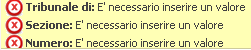 Tribunale di: E' necessario inserire un valore
Sezione: E' necessario inserire un valore
Numero: E' necessario inserire un valore